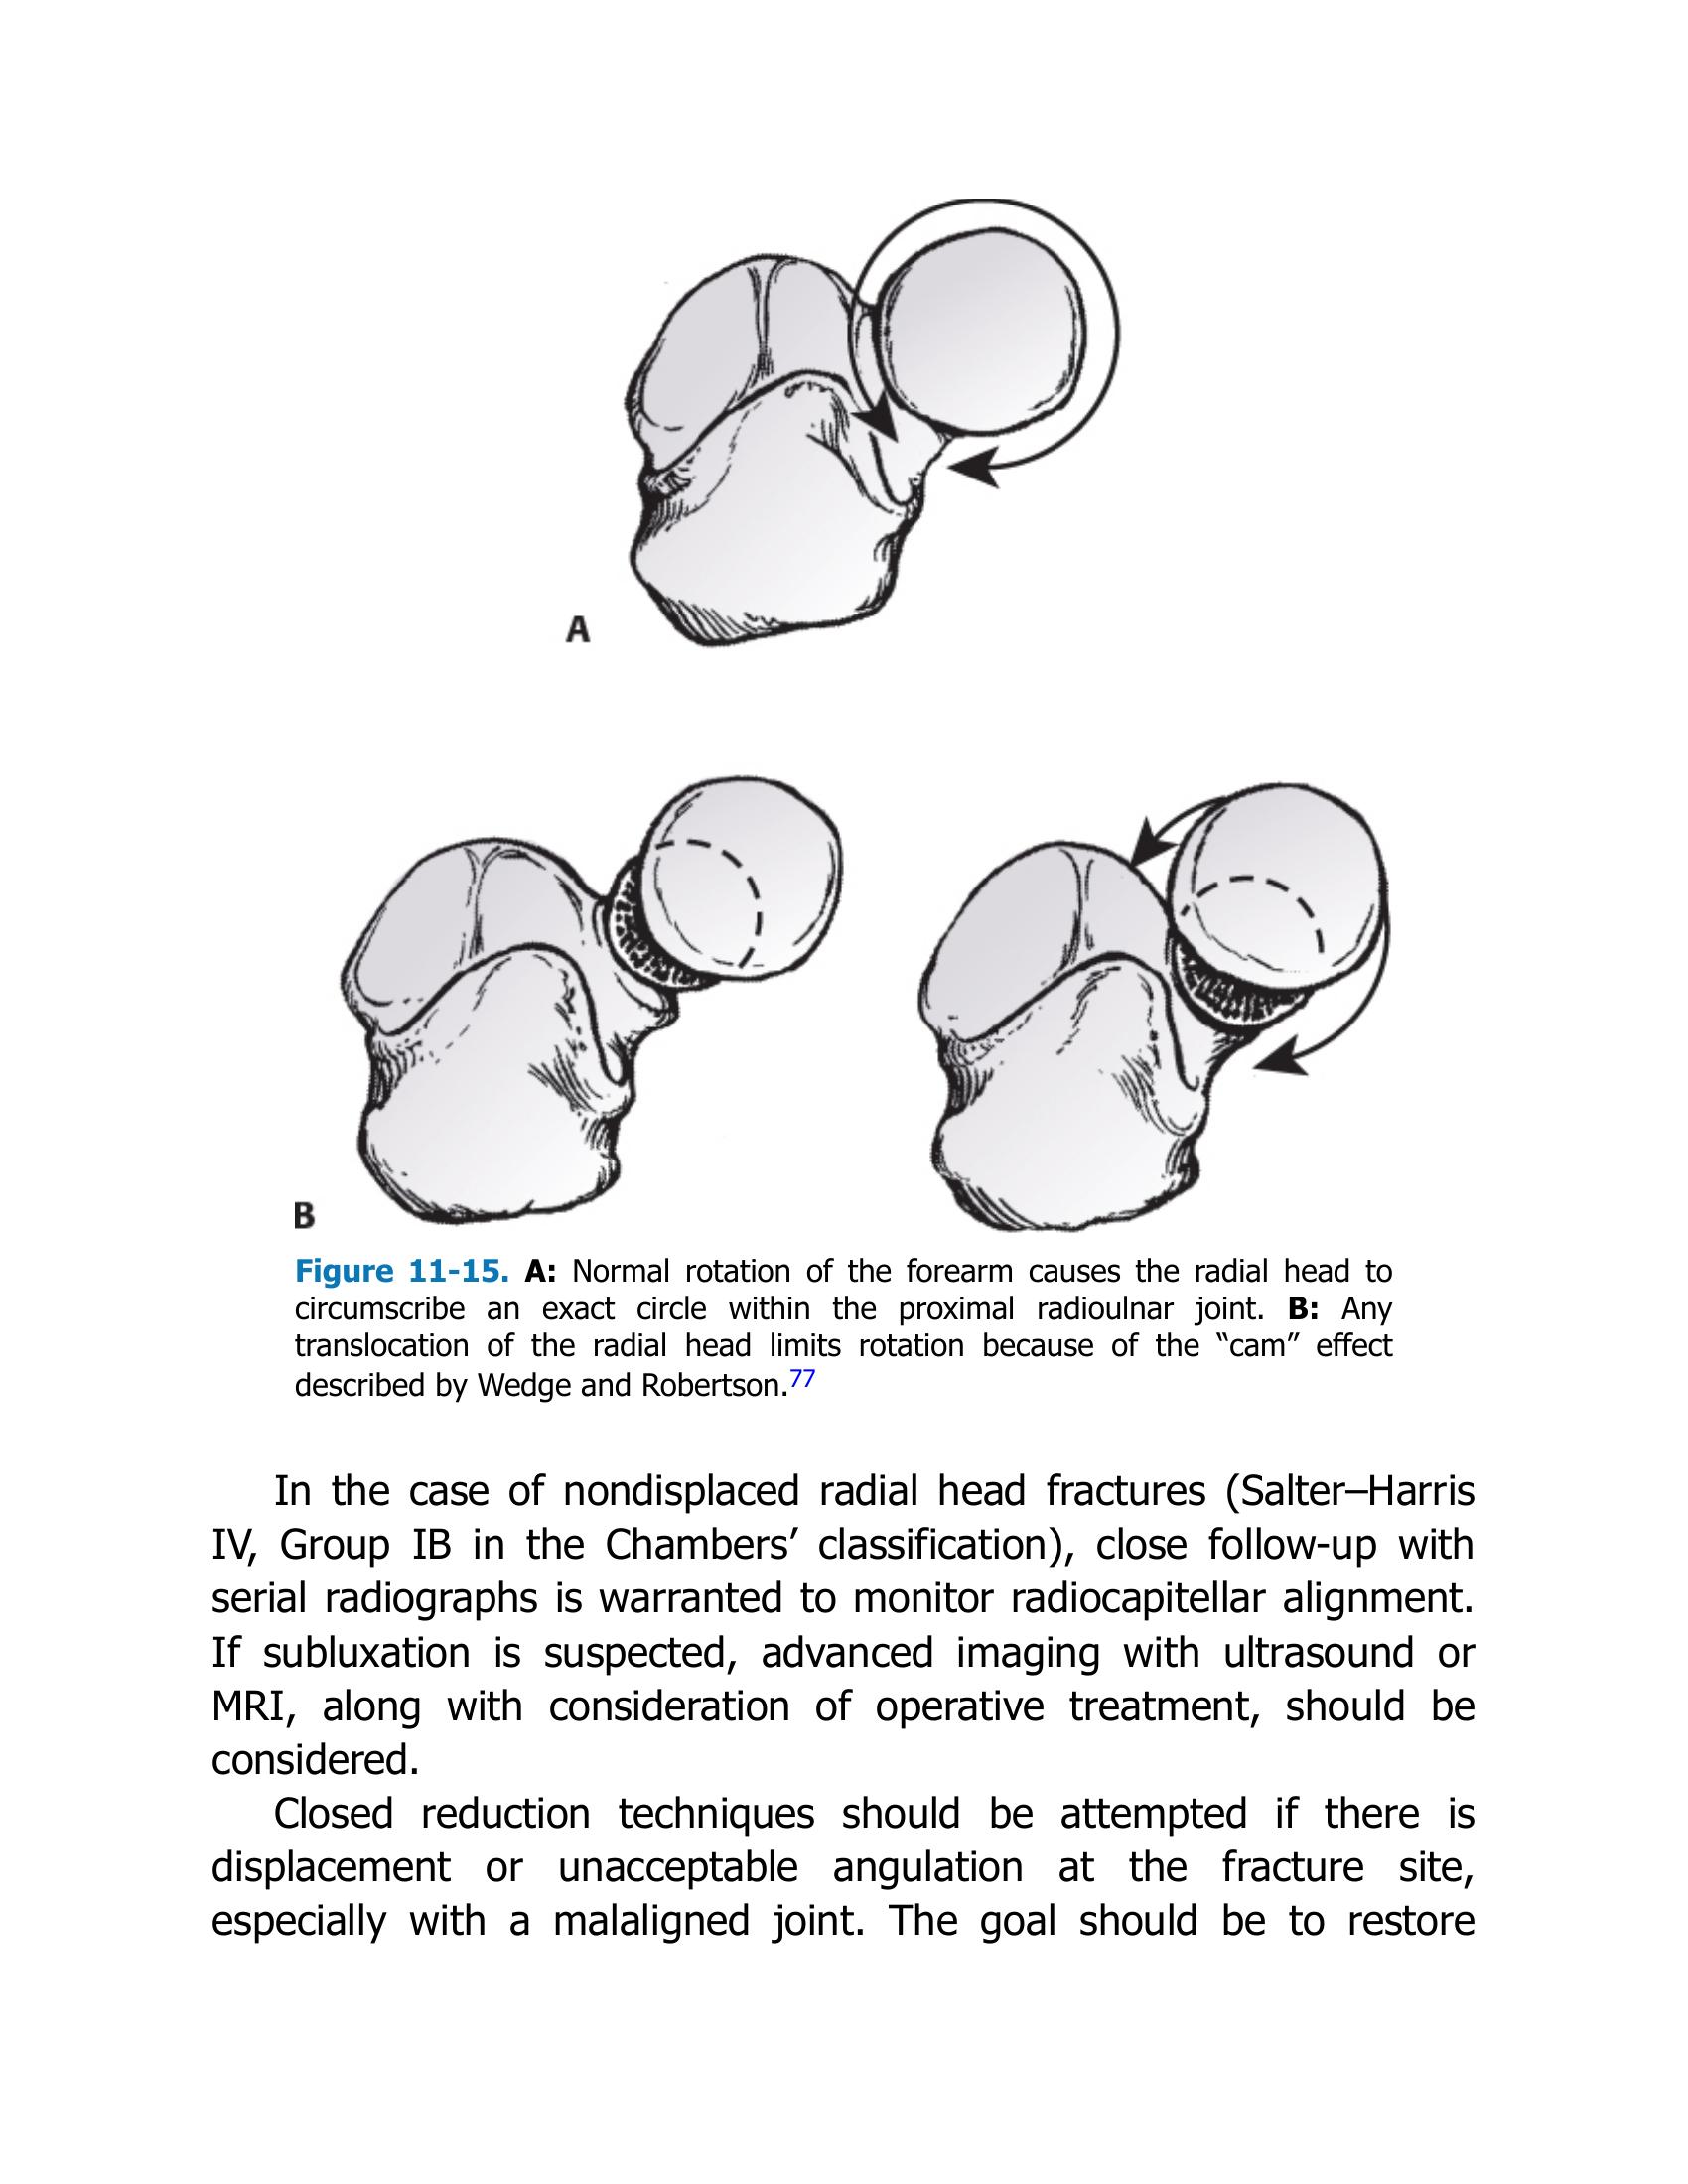 A
B
Figure 11-15. A: Normal rotation of the forearm causes the radial head to
circumscribe an exact circle within the proximal radioulnar joint. B: Any
translocation of the radial head limits rotation because of the “cam” effect
described by Wedge and Robertson.77
In the case of nondisplaced radial head fractures (Salter–Harris
IV, Group IB in the Chambers’ classification), close follow-up with
serial radiographs is warranted to monitor radiocapitellar alignment.
If subluxation is suspected, advanced imaging with ultrasound or
MRI, along with consideration of operative treatment, should be
considered.
Closed reduction techniques should be attempted if there is
displacement or unacceptable angulation at the fracture site,
especially with a malaligned joint. The goal should be to restore